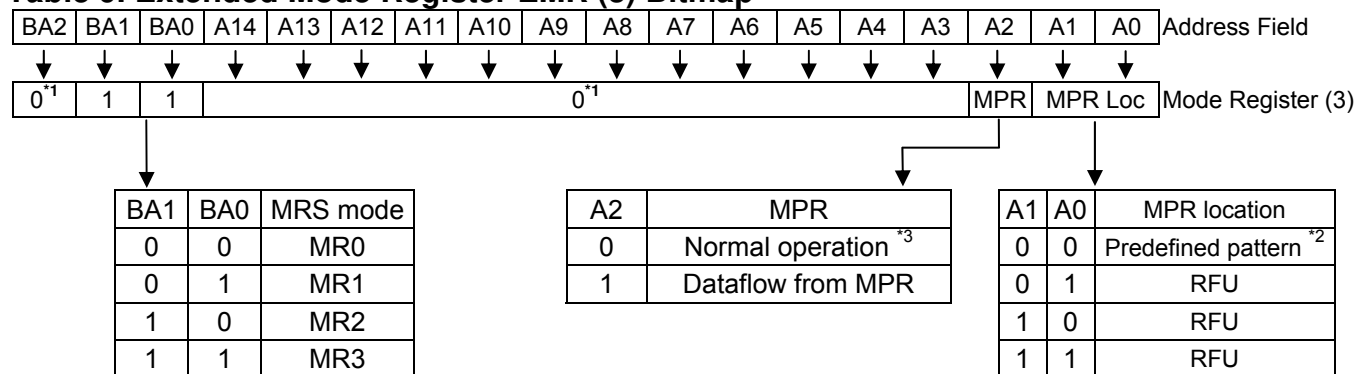 Table 8. Extended Mode Register EMR (3) Bitmap
BA2 BA1 BA0 A14 A13 A12 A11 A10 A9 A8 A7 A6 A5 A4 A3 A2 A1 A0 Address Field
0*1 1 1 0*1 MPR MPR Loc Mode Register (3)
BA1 BA0 MRS mode
0 0 MR0
0 1 MR1
1 0 MR2
1 1 MR3
A2 MPR
0 Normal operation *3
1 Dataflow from MPR
A1 A0 MPR location
0 0 Predefined pattern *2
0 1 RFU
1 0 RFU
1 1 RFU